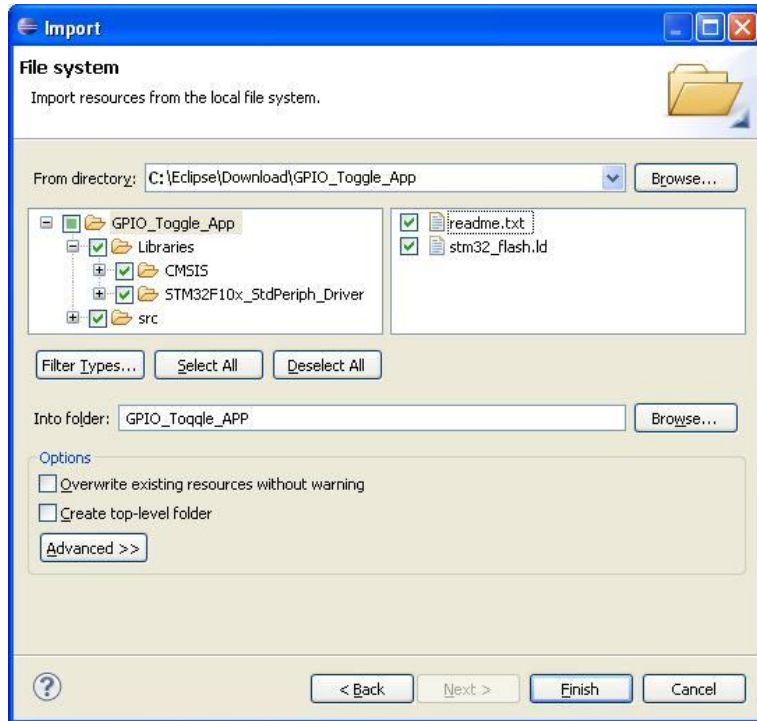 Import
File system
Import resources from the local file system.
From directory: C:\Eclipse\Download\GPIO_Toggle_App Browse...
GPIO_Toggle_App
Libraries
CMSIS
STM32F10x_StdPeriph_Driver
src
readme.txt
stm32_flash.ld
Filter Types... Select All Deselect All
Into folder: GPIO_Toggle_APP Browse...
Options
Overwrite existing resources without warning
Create top-level folder
Advanced >>
? < Back Next > Finish Cancel